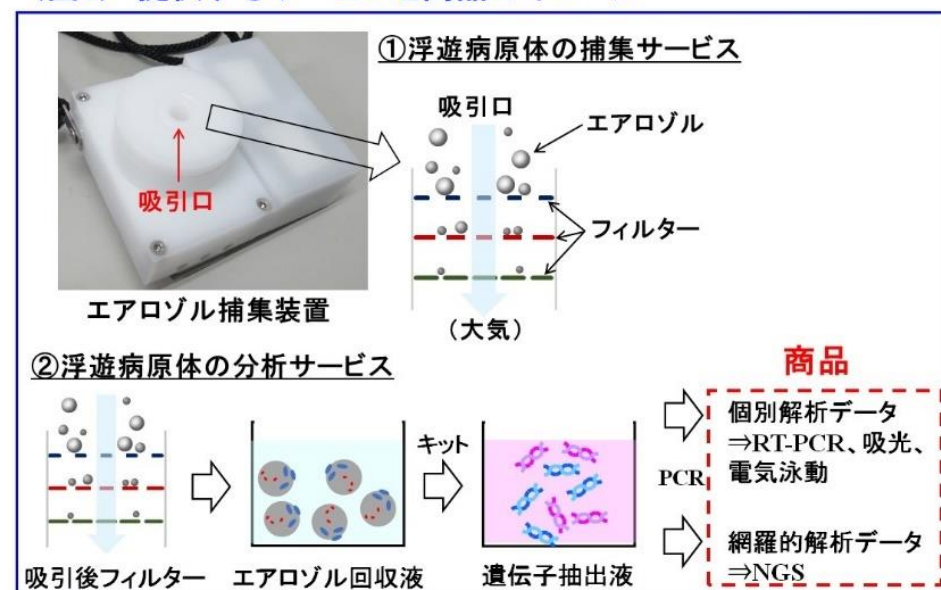 ①浮遊病原体の捕集サービス
吸引口
エアロゾル
吸引口
フィルター
エアロゾル捕集装置
（大気）
②浮遊病原体の分析サービス
商品
キット
PCR
個別解析データ
⇒RT-PCR、吸光、
電気泳動
網羅的解析データ
⇒NGS
吸引後フィルター
エアロゾル回収液
遺伝子抽出液